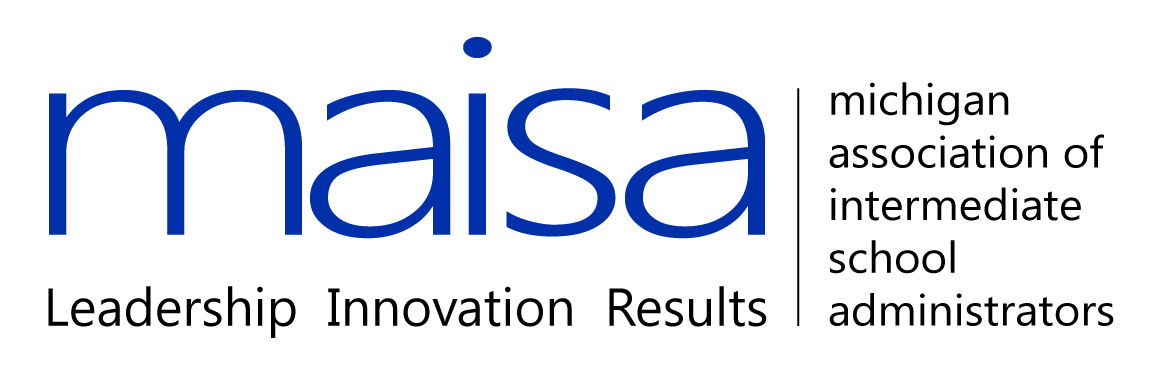 maisa
Leadership Innovation Results
michigan
association of
intermediate
school
administrators